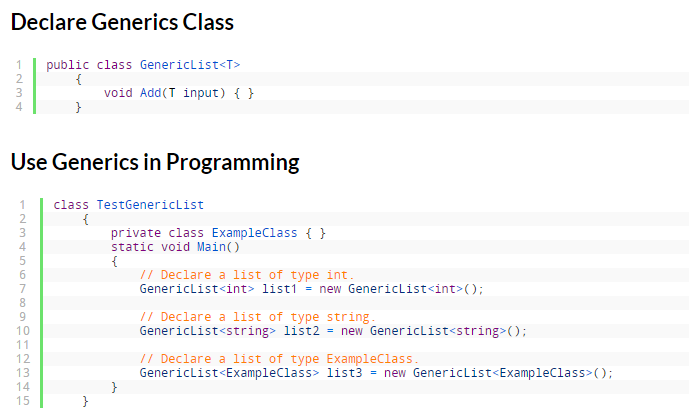 Declare Generics Class
1 public class GenericList<T>
2     {
3         void Add(T input) { }
4     }
Use Generics in Programming
1 class TestGenericList
2     {
3         private class ExampleClass { }
4         static void Main()
5         {
6             // Declare a list of type int.
7             GenericList<int> list1 = new GenericList<int>();
8
9             // Declare a list of type string.
10             GenericList<string> list2 = new GenericList<string>();
11
12             // Declare a list of type ExampleClass.
13             GenericList<ExampleClass> list3 = new GenericList<ExampleClass>();
14         }
15     }